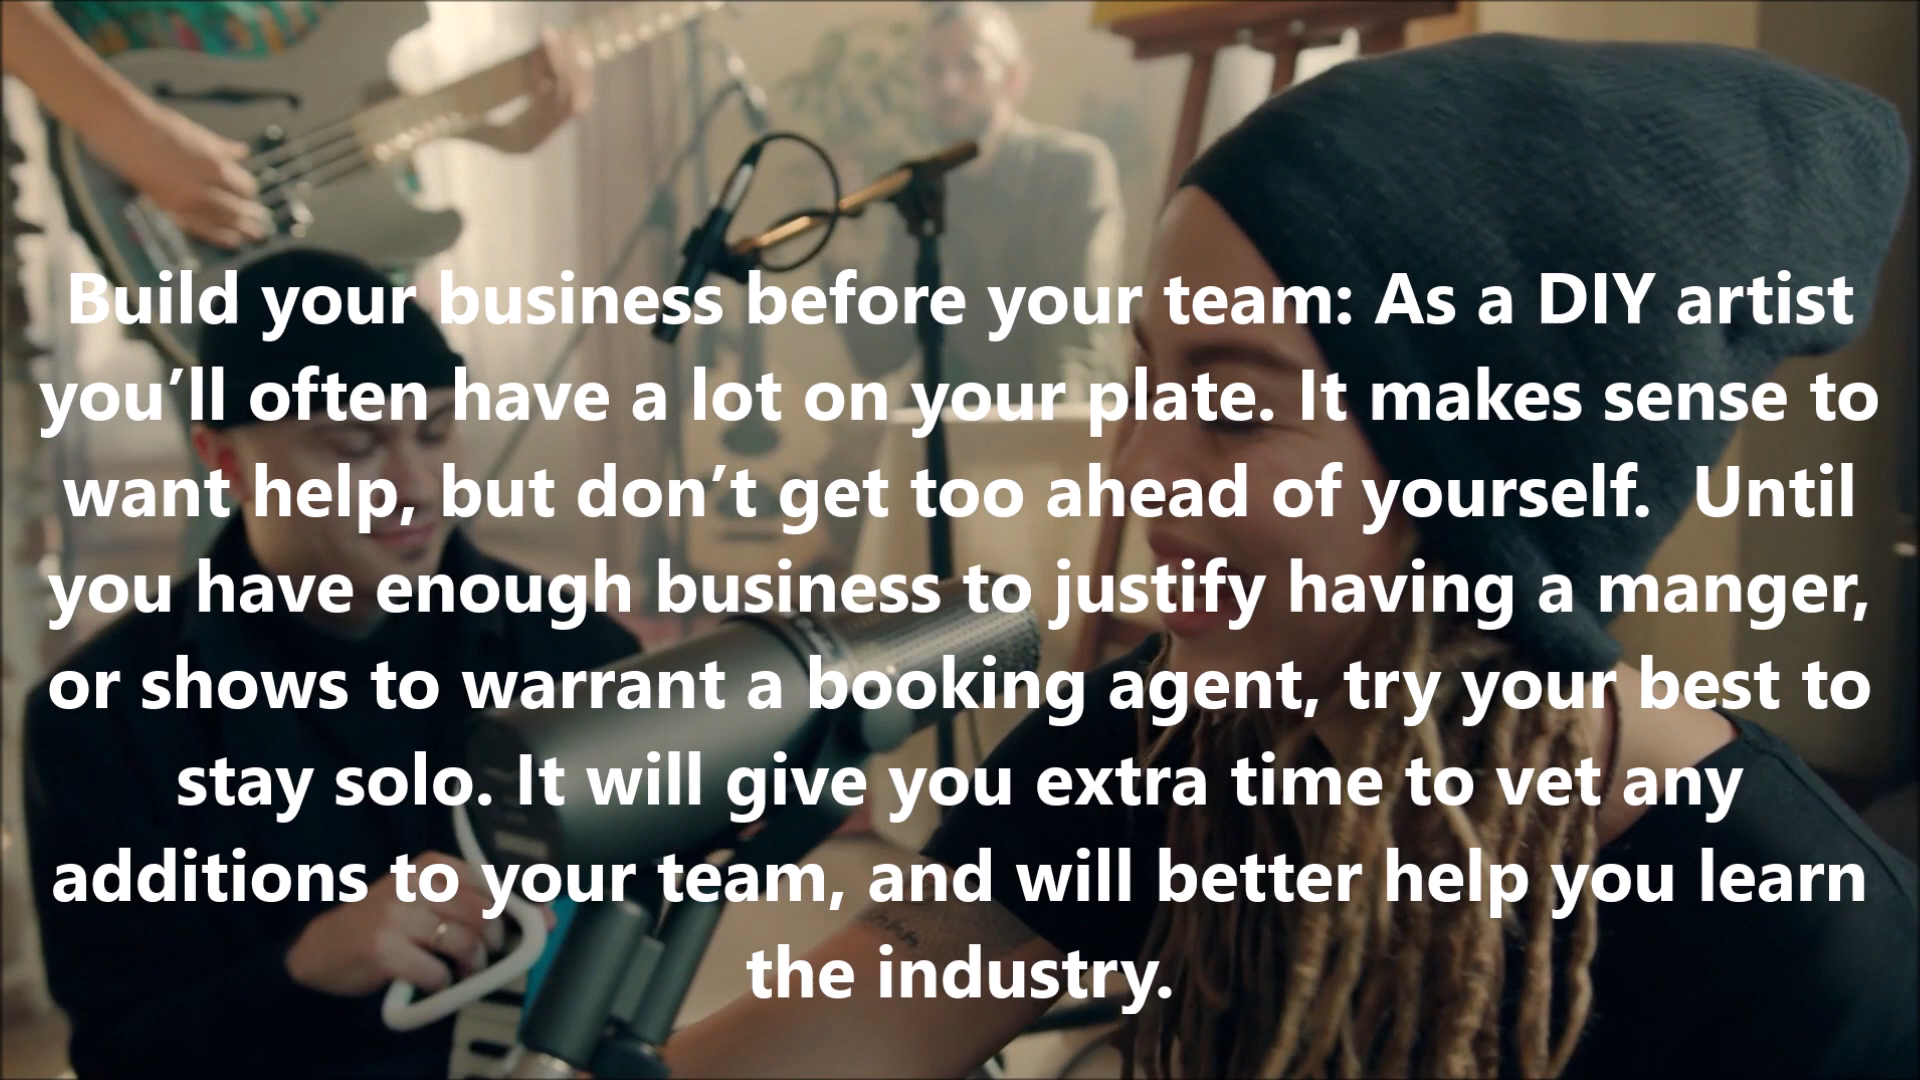 Build your business before your team: As a DIY artist
you’ll often have a lot on your plate. It makes sense to
want help, but don’t get too ahead of yourself.  Until
you have enough business to justify having a manger,
or shows to warrant a booking agent, try your best to
stay solo. It will give you extra time to vet any
additions to your team, and will better help you learn
the industry.